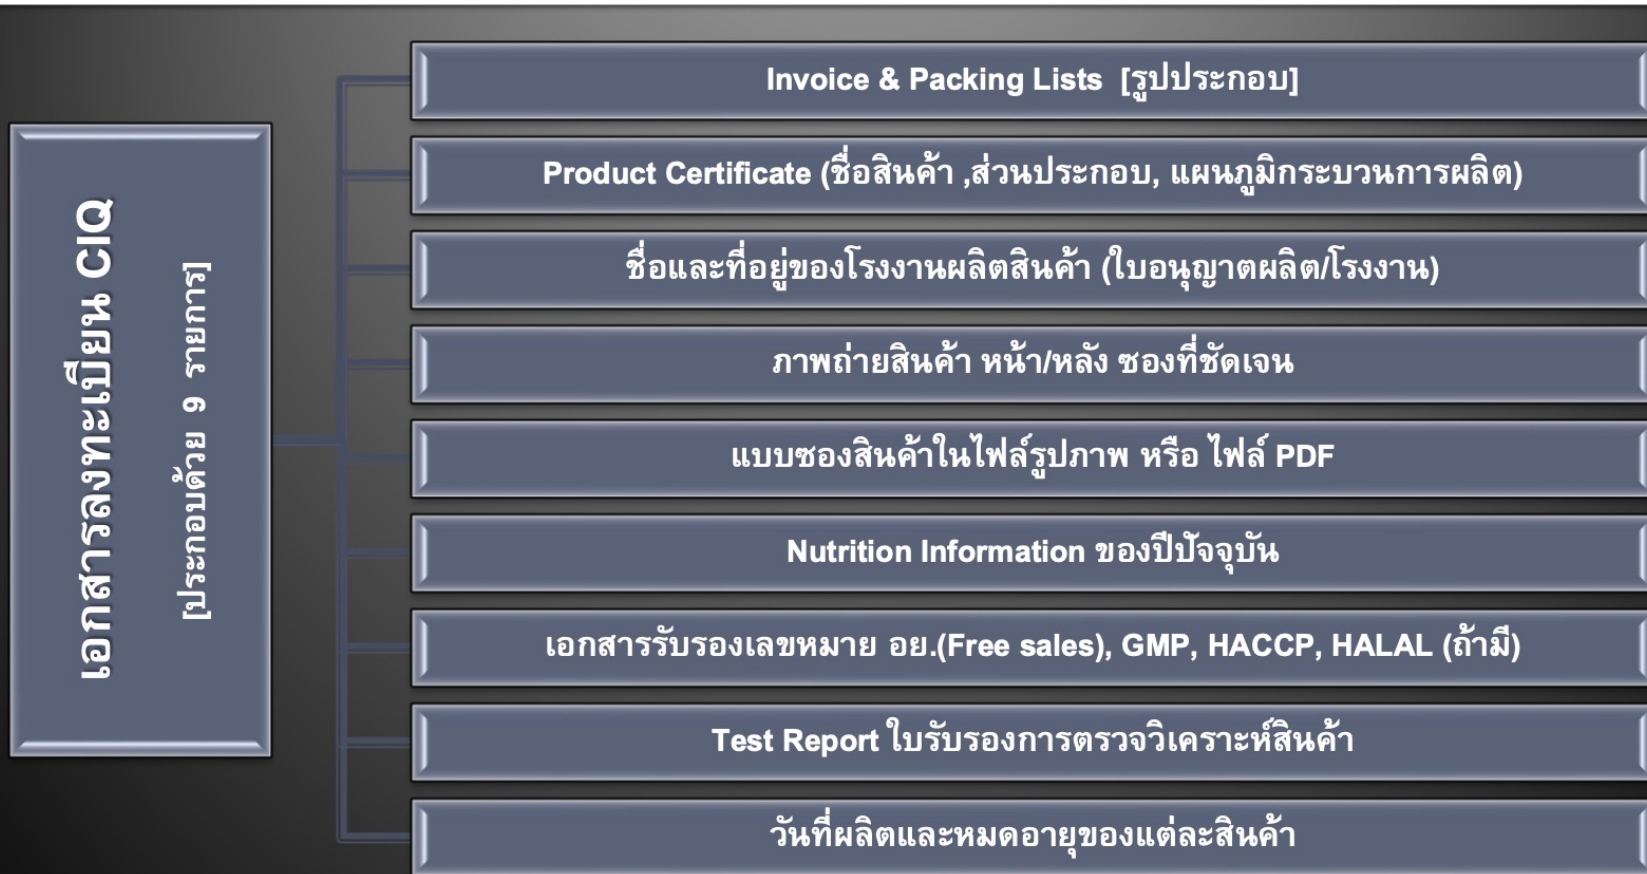 เอกสารลงทะเบียน CIQ
[ประกอบด้วย 9 รายการ]
Invoice & Packing Lists [รูปประกอบ]
Product Certificate (ชื่อสินค้า ,ส่วนประกอบ, แผนภูมิกระบวนการผลิต)
ชื่อและที่อยู่ของโรงงานผลิตสินค้า (ใบอนุญาตผลิต/โรงงาน)
ภาพถ่ายสินค้า หน้า/หลัง ซองที่ชัดเจน
แบบซองสินค้าในไฟล์รูปภาพ หรือ ไฟล์ PDF
Nutrition Information ของปีปัจจุบัน
เอกสารรับรองเลขหมาย อย.(Free sales), GMP, HACCP, HALAL (ถ้ามี)
Test Report ใบรับรองการตรวจวิเคราะห์สินค้า
วันที่ผลิตและหมดอายุของแต่ละสินค้า